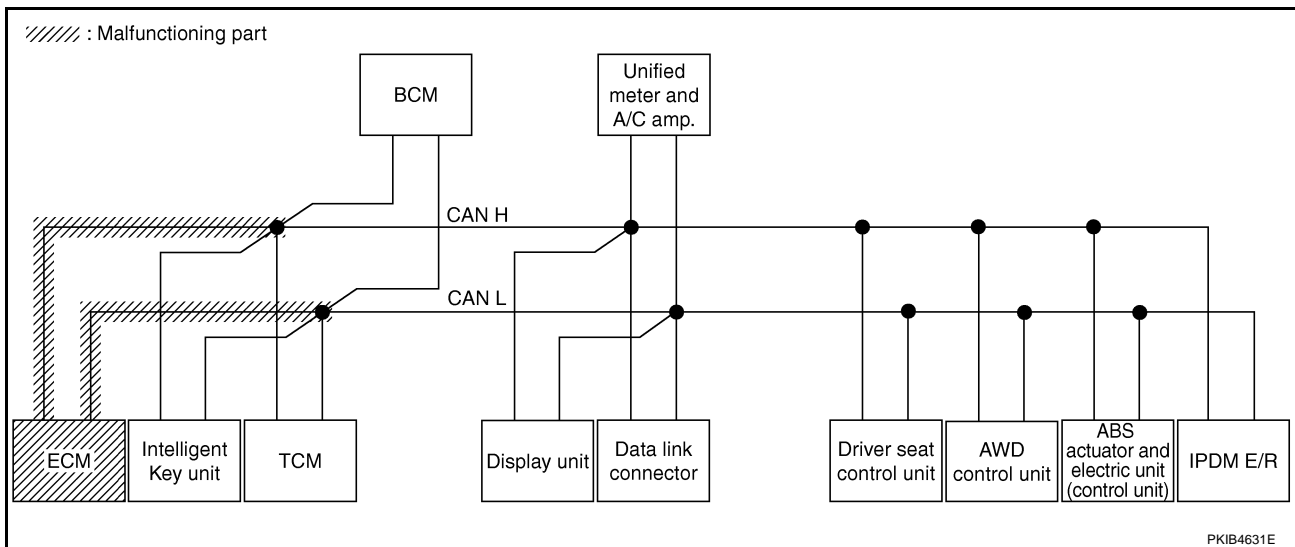 : Malfunctioning part
BCM
Unified
meter and
A/C amp.
CAN H
CAN L
ECM
Intelligent
Key unit
TCM
Display unit
Data link
connector
Driver seat
control unit
AWD
control unit
ABS
actuator and
electric unit
(control unit)
IPDM E/R
PKIB4631E